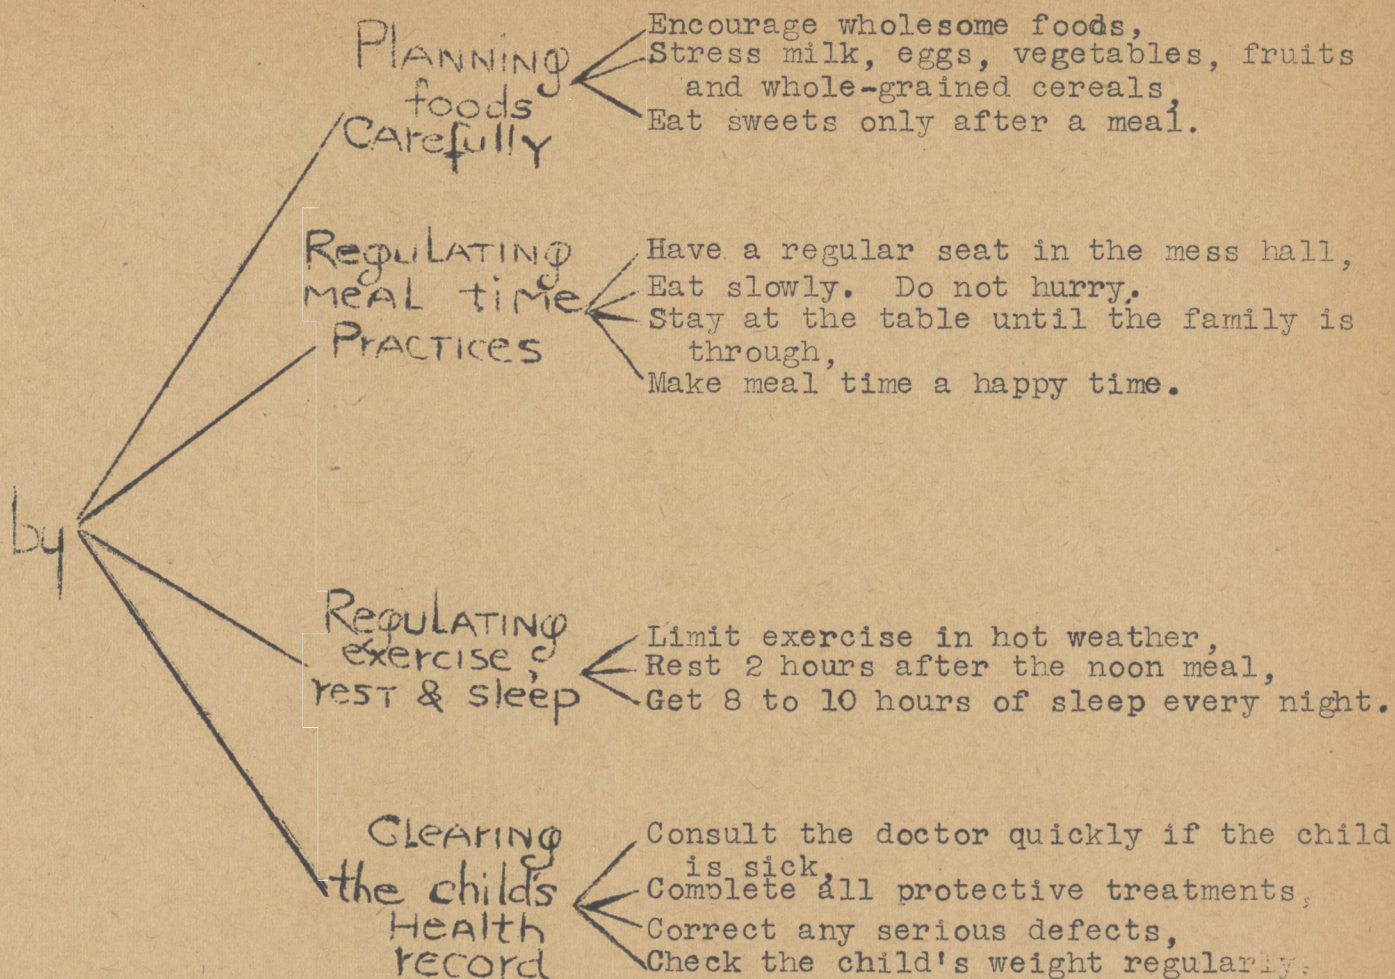 by
Planning
foods
Carefully
Encourage wholesome foods,
Stress milk, eggs, vegetables, fruits
and whole-grained cereals,
Eat sweets only after a meal.
Regulating
meal time
Practices
Have a regular seat in the mess hall,
Eat slowly. Do not hurry.
Stay at the table until the family is
through,
Make meal time a happy time.
Regulating
exercise,
rest & sleep
Limit exercise in hot weather,
Rest 2 hours after the noon meal,
Get 8 to 10 hours of sleep every night.
Clearing
the child's
Health
record
Consult the doctor quickly if the child
is sick,
Complete all protective treatments,
Correct any serious defects,
Check the child's weight regularly.